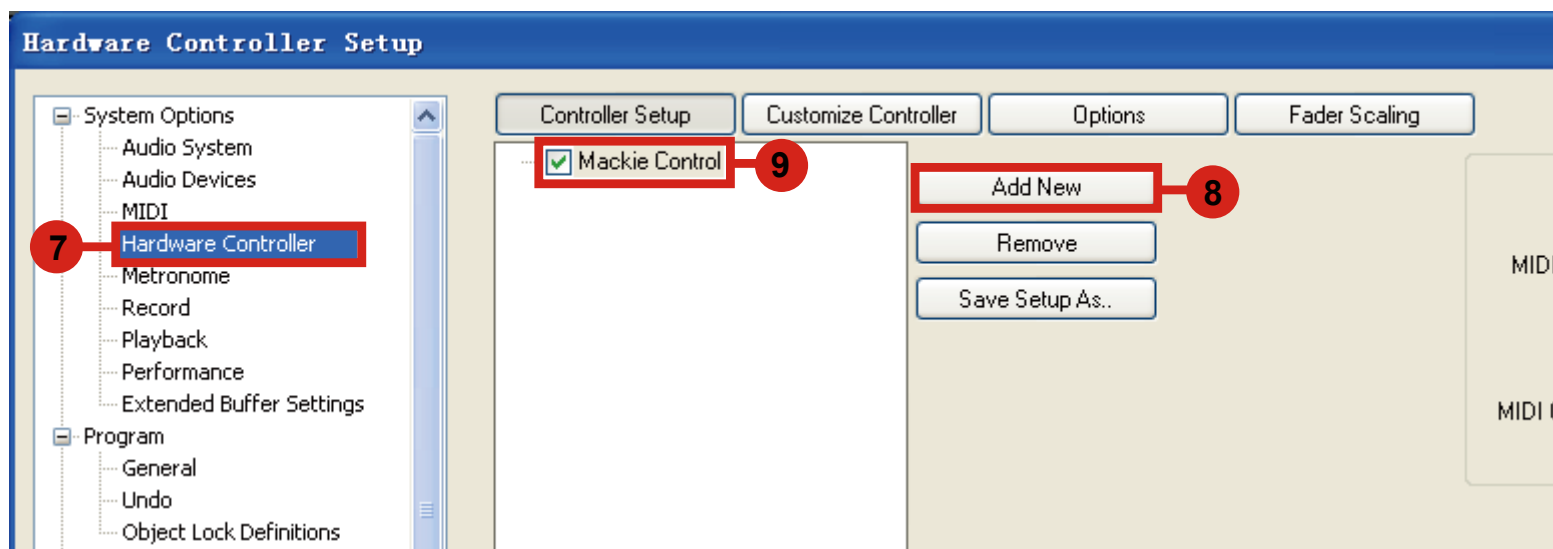 Hardware Controller Setup
System Options
Audio System
Audio Devices
MIDI
7
Hardware Controller
Metronome
Record
Playback
Performance
Extended Buffer Settings
Program
General
Undo
Object Lock Definitions
Controller Setup
Customize Controller
Options
Fader Scaling
Mackie Control
9
Add New
8
Remove
Save Setup As..
MIDI
MIDI